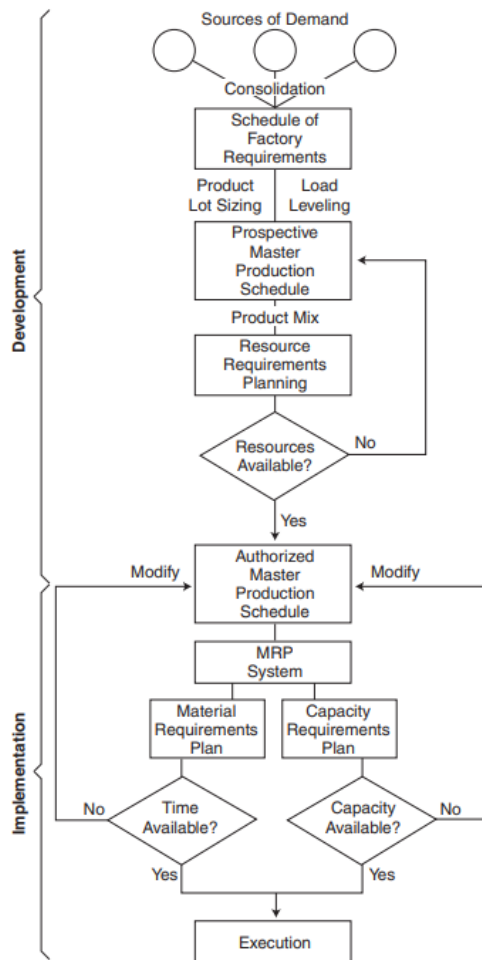 Sources of Demand
Consolidation
Schedule of
Factory
Requirements
Product
Lot Sizing
Load
Leveling
Prospective
Master
Production
Schedule
Product Mix
Resource
Requirements
Planning
Resources
Available?
No
Yes
Development
Authorized
Master
Production
Schedule
Modify
Modify
MRP
System
Material
Requirements
Plan
Capacity
Requirements
Plan
Time
Available?
No
Yes
Capacity
Available?
No
Yes
Execution
Implementation